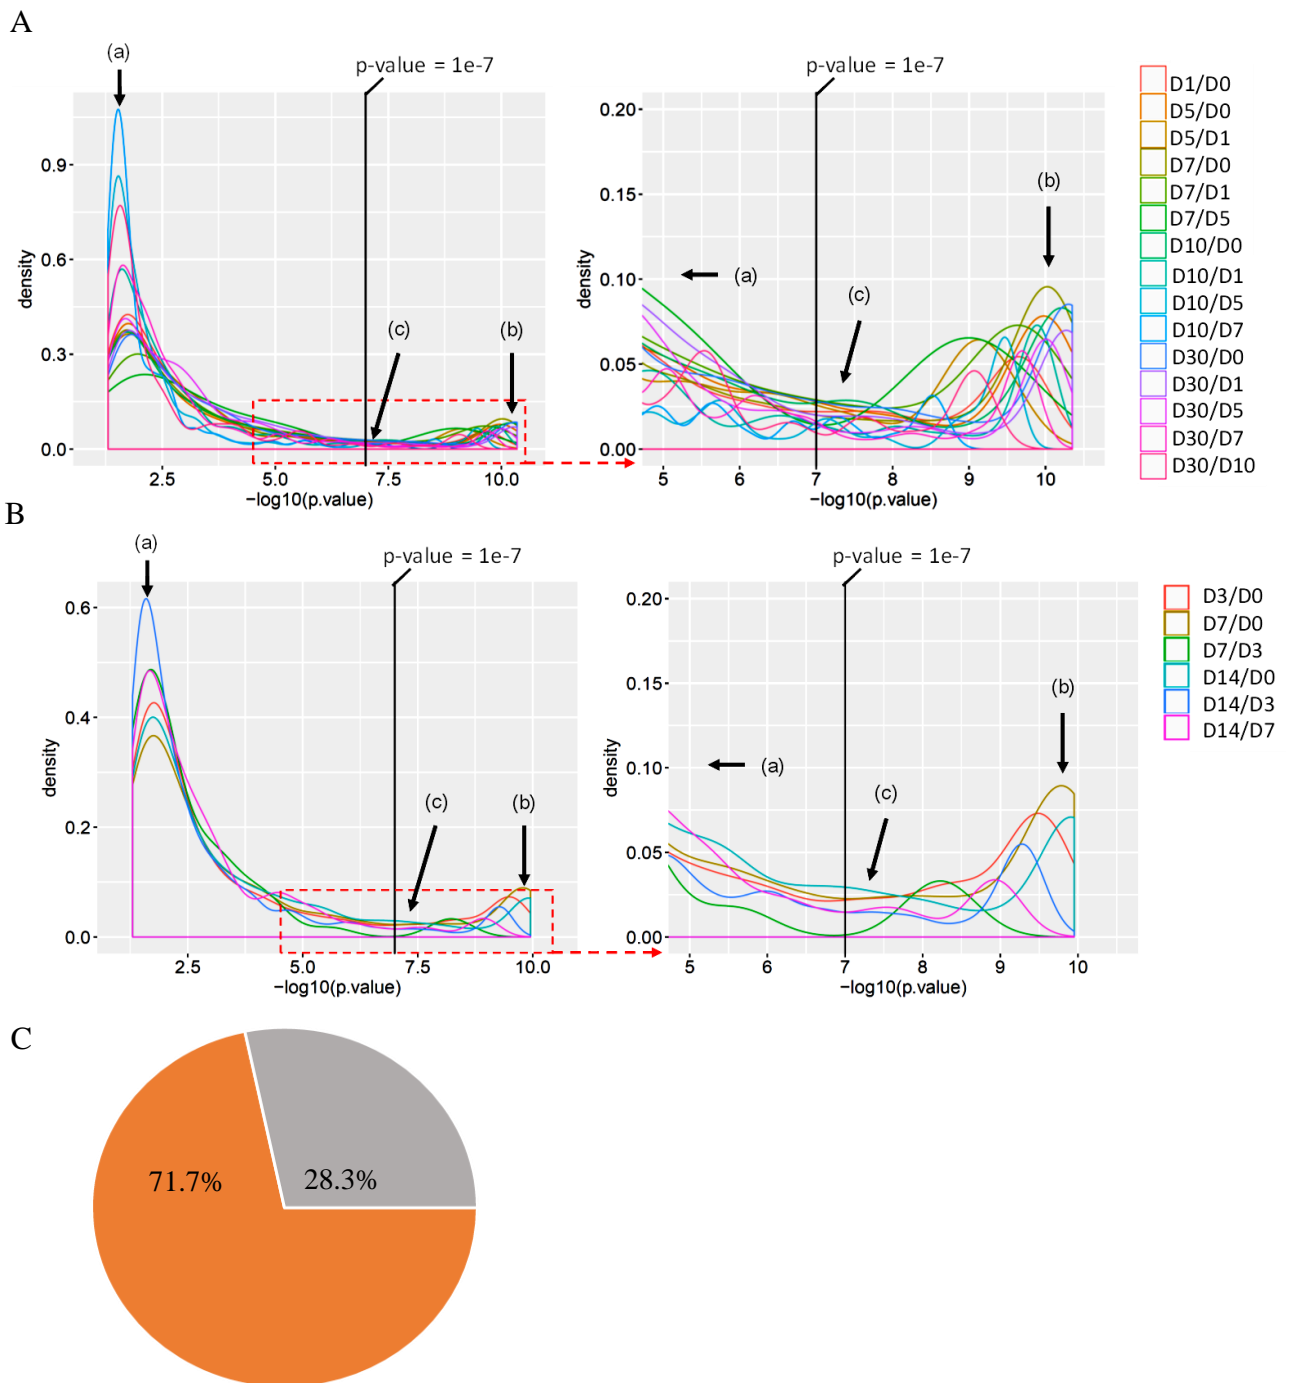 A
(a)
p-value = 1e-7
(c)
(b)
0.9
0.6
0.3
0.0
density
2.5
5.0
7.5
10.0
−log10(p.value)
p-value = 1e-7
(b)
(a)
(c)
0.20
0.15
0.10
0.05
0.00
density
5
6
7
8
9
10
−log10(p.value)
D1/D0
D5/D0
D5/D1
D7/D0
D7/D1
D7/D5
D10/D0
D10/D1
D10/D5
D10/D7
D30/D0
D30/D1
D30/D5
D30/D7
D30/D10
B
(a)
p-value = 1e-7
(c)
(b)
0.6
0.4
0.2
0.0
density
2.5
5.0
7.5
10.0
−log10(p.value)
p-value = 1e-7
(b)
(a)
(c)
0.20
0.15
0.10
0.05
0.00
density
5
6
7
8
9
10
−log10(p.value)
D3/D0
D7/D0
D7/D3
D14/D0
D14/D3
D14/D7
C
71.7%
28.3%